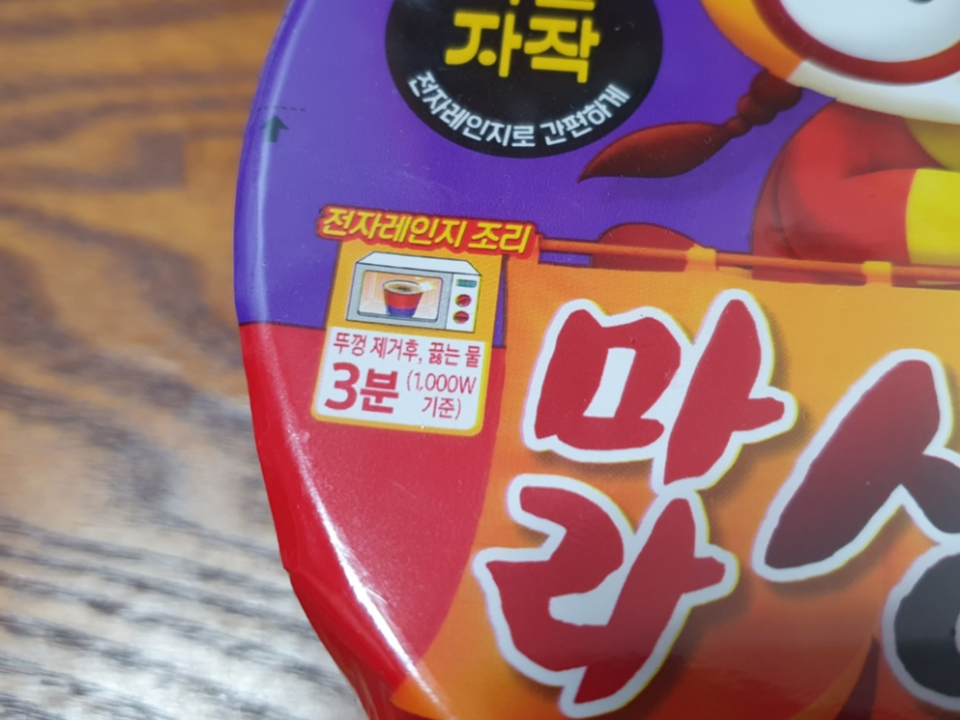 자작
전자레인지로 간편하게
전자레인지 조리
뚜껑 제거후, 끓는 물
3분 (1,000W
기준)
마
라